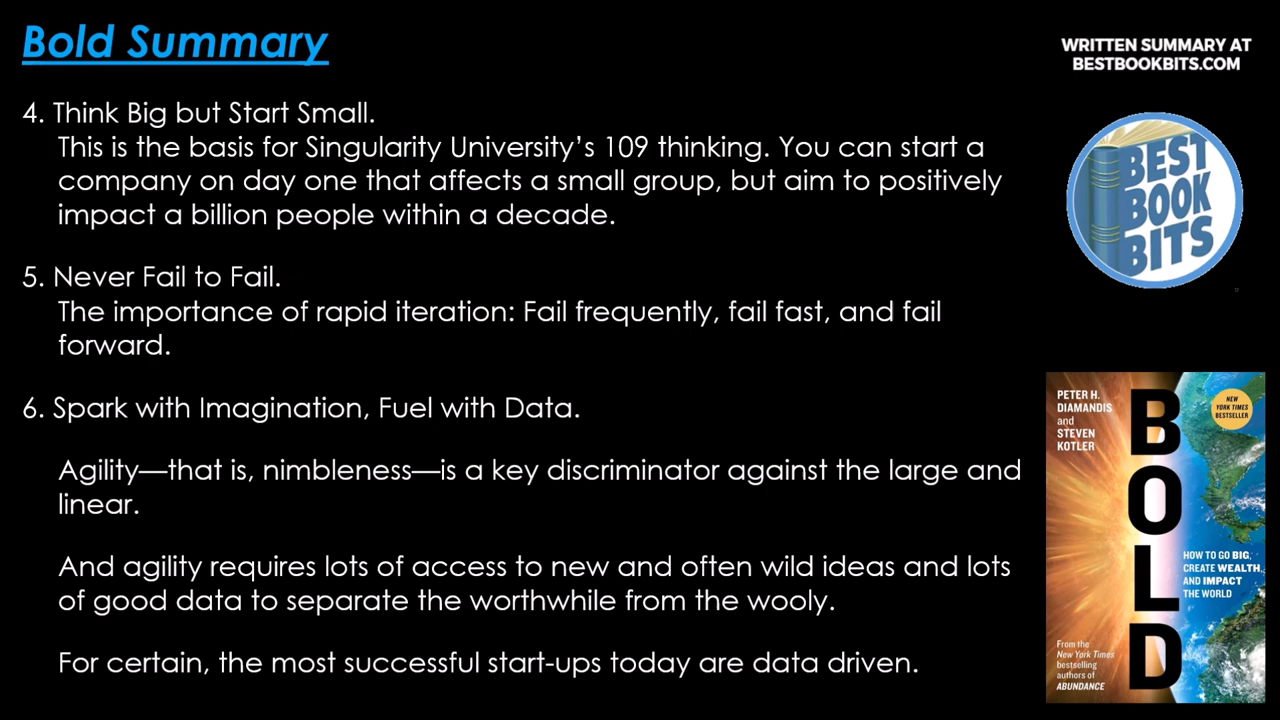 Bold Summary
WRITTEN SUMMARY AT
BESTBOOKBITS.COM
4. Think Big but Start Small.
This is the basis for Singularity University’s 109 thinking. You can start a
company on day one that affects a small group, but aim to positively
impact a billion people within a decade.
5. Never Fail to Fail.
The importance of rapid iteration: Fail frequently, fail fast, and fail
forward.
6. Spark with Imagination, Fuel with Data.
Agility—that is, nimbleness—is a key discriminator against the large and
linear.
And agility requires lots of access to new and often wild ideas and lots
of good data to separate the worthwhile from the wooly.
For certain, the most successful start-ups today are data driven.
BEST
BOOK
BITS
PETER H.
DIAMANDIS
and
STEVEN
KOTLER
NEW
YORK TIMES
BESTSELLER
BOLD
HOW TO GO BIG,
CREATE WEALTH,
AND IMPACT
THE WORLD
From the
New York Times
bestselling
authors of
ABUNDANCE